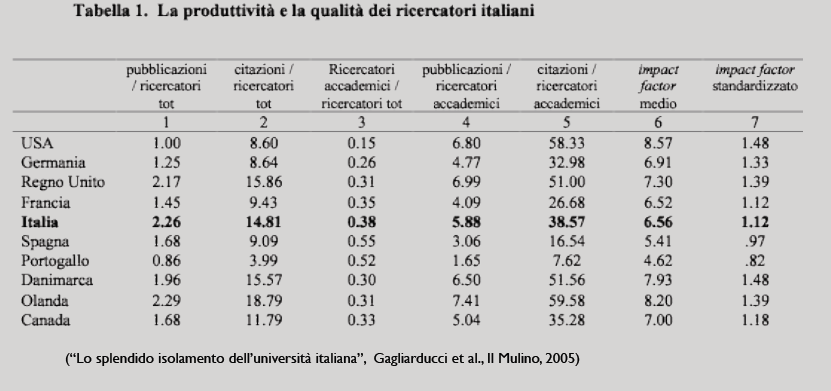 Tabella 1. La produttività e la qualità dei ricercatori italiani
pubblicazioni / ricercatori tot citazioni / ricercatori tot Ricercatori accademici / ricercatori tot pubblicazioni / ricercatori accademici citazioni / ricercatori accademici impact factor medio impact factor standardizzato
1 2 3 4 5 6 7
USA 1.00 8.60 0.15 6.80 58.33 8.57 1.48
Germania 1.25 8.64 0.26 4.77 32.98 6.91 1.33
Regno Unito 2.17 15.86 0.31 6.99 51.00 7.30 1.39
Francia 1.45 9.43 0.35 4.09 26.68 6.52 1.12
Italia 2.26 14.81 0.38 5.88 38.57 6.56 1.12
Spagna 1.68 9.09 0.55 3.06 16.54 5.41 .97
Portogallo 0.86 3.99 0.52 1.65 7.62 4.62 .82
Danimarca 1.96 15.57 0.30 6.50 51.56 7.93 1.48
Olanda 2.29 18.79 0.31 7.41 59.58 8.20 1.39
Canada 1.68 11.79 0.33 5.04 35.28 7.00 1.18
(“Lo splendido isolamento dell’università italiana”, Gagliarducci et al., Il Mulino, 2005)